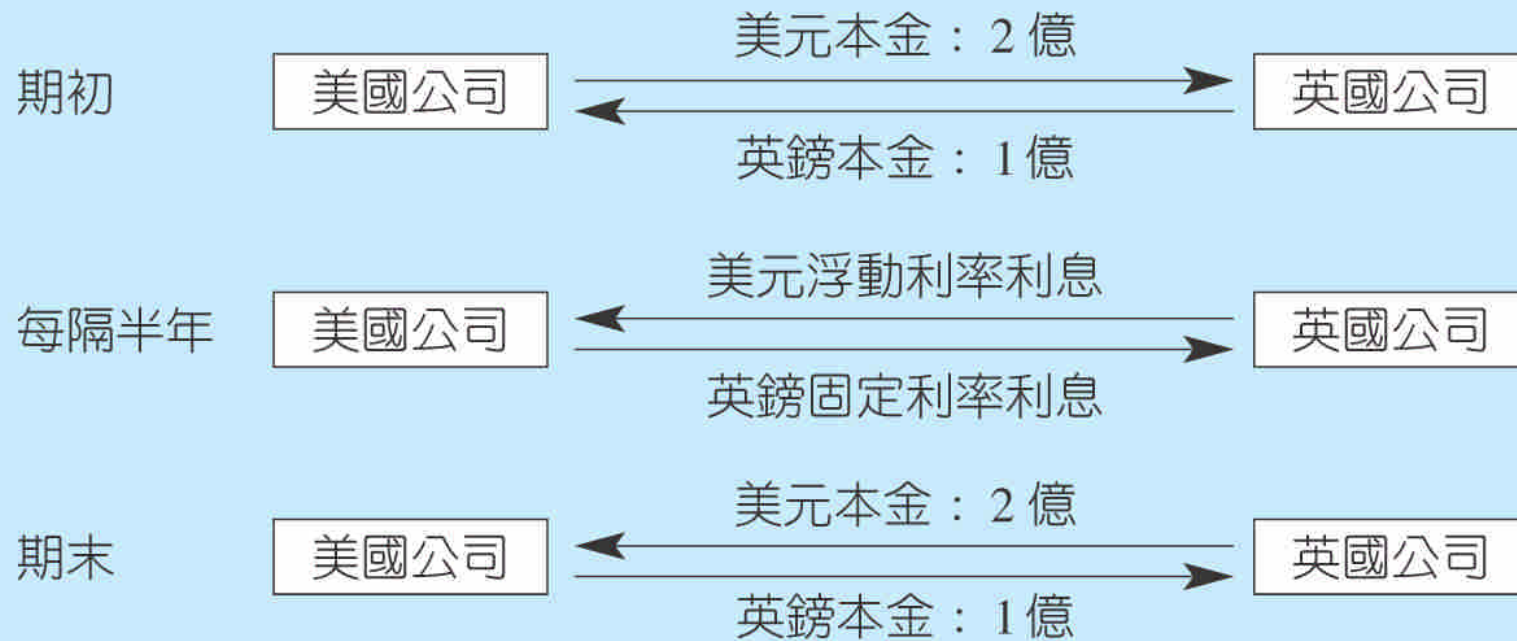 美元本金：2 億
期初 美國公司 英國公司
英鎊本金：1 億
美元浮動利率利息
每隔半年 美國公司 英國公司
英鎊固定利率利息
美元本金：2 億
期末 美國公司 英國公司
英鎊本金：1 億